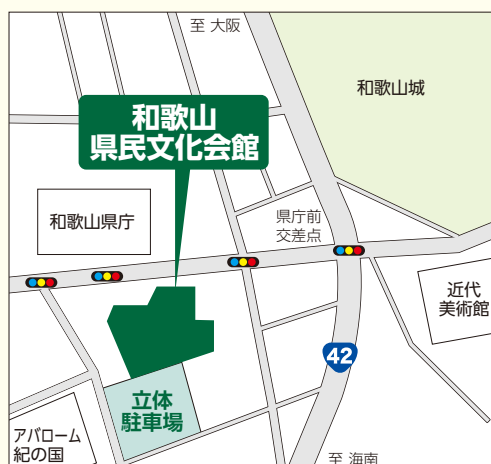 至 大阪
和歌山城
和歌山
県民文化会館
和歌山県庁
県庁前
交差点
近代
美術館
42
立体
駐車場
アバローム
紀の国
至 海南